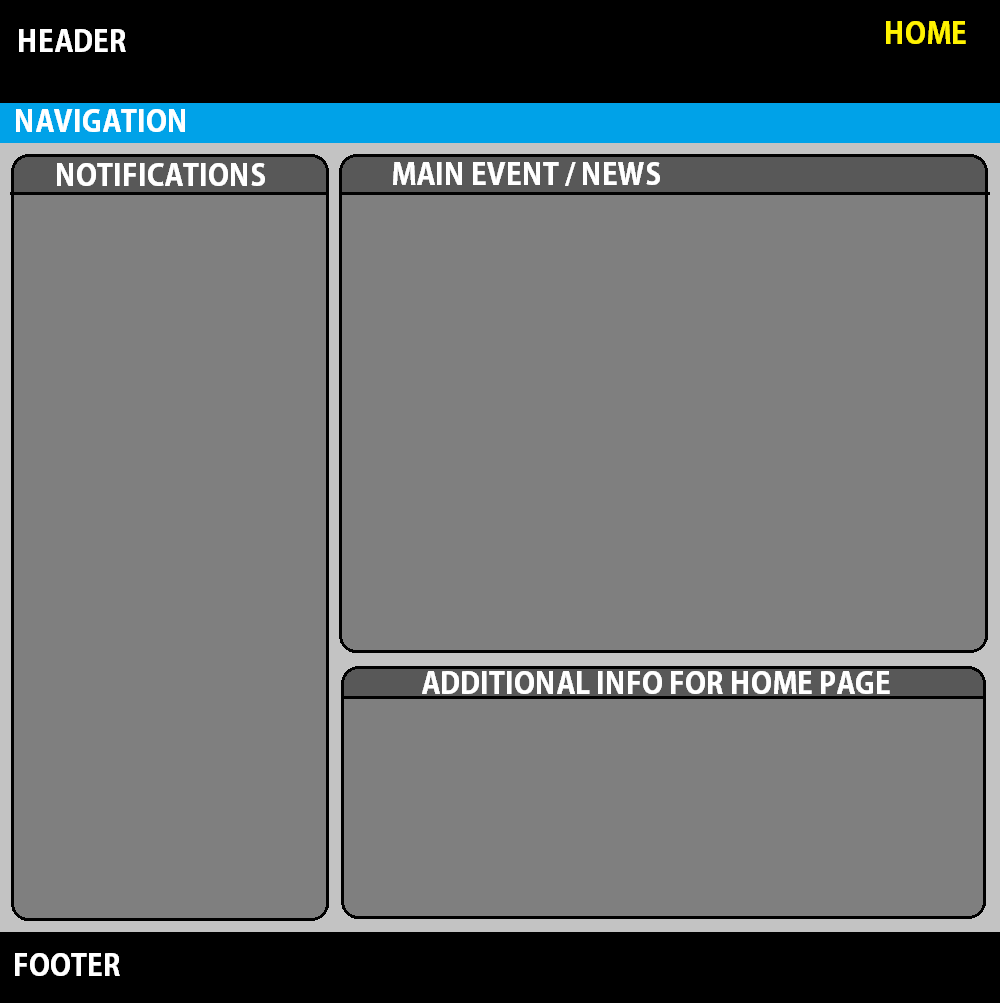 HEADER
HOME
NAVIGATION
NOTIFICATIONS
MAIN EVENT / NEWS
ADDITIONAL INFO FOR HOME PAGE
FOOTER